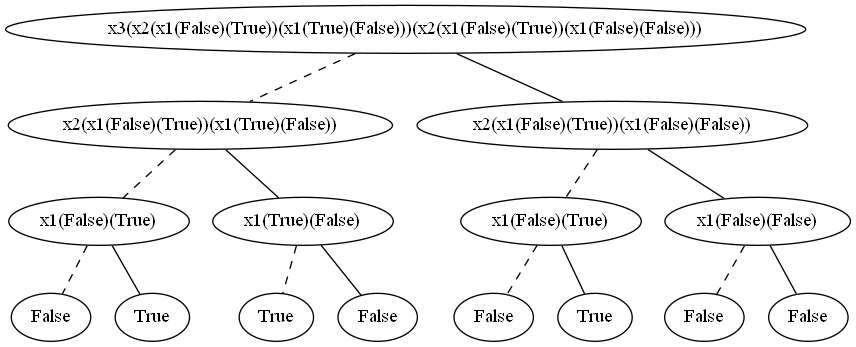 x3(x2(x1(False)(True))(x1(True)(False)))(x2(x1(False)(True))(x1(False)(False)))
x2(x1(False)(True))(x1(True)(False))
x2(x1(False)(True))(x1(False)(False))
x1(False)(True)
x1(True)(False)
x1(False)(True)
x1(False)(False)
False
True
True
False
False
True
False
False